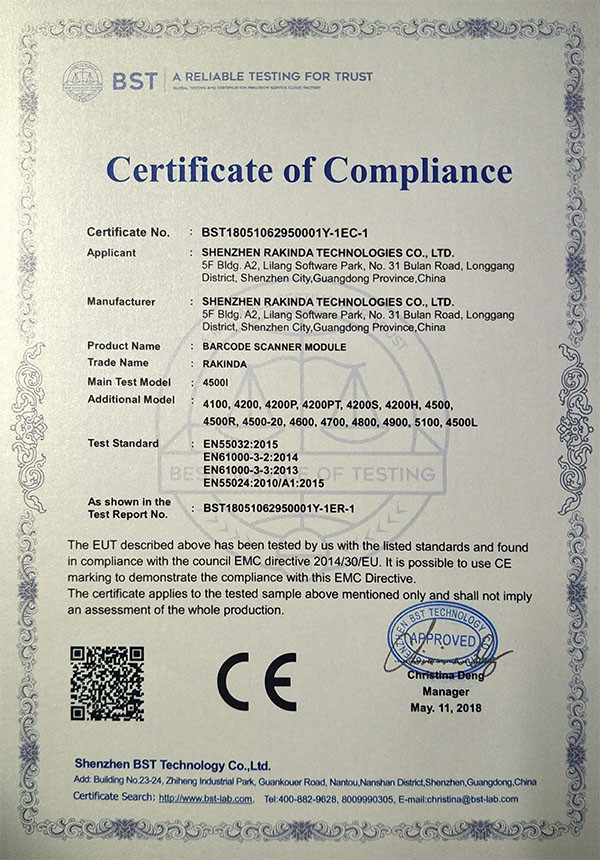 BST
A RELIABLE TESTING FOR TRUST
GLOBAL TESTING AND CERTIFICATION PRECISION SERVICE CLOUD FACTORY
Certificate of Compliance
Certificate No. : BST18051062950001Y-1EC-1
Applicant : SHENZHEN RAKINDA TECHNOLOGIES CO., LTD.
5F Bldg. A2, Lilang Software Park, No. 31 Bulan Road, Longgang
District, Shenzhen City,Guangdong Province,China
Manufacturer : SHENZHEN RAKINDA TECHNOLOGIES CO., LTD.
5F Bldg. A2, Lilang Software Park, No. 31 Bulan Road, Longgang
District, Shenzhen City,Guangdong Province,China
Product Name : BARCODE SCANNER MODULE
Trade Name : RAKINDA
Main Test Model : 4500I
Additional Model : 4100, 4200, 4200P, 4200PT, 4200S, 4200H, 4500,
4500R, 4500-20, 4600, 4700, 4800, 4900, 5100, 4500L
Test Standard : EN55032:2015
EN61000-3-2:2014
EN61000-3-3:2013
EN55024:2010/A1:2015
As shown in the
Test Report No. : BST18051062950001Y-1ER-1
The EUT described above has been tested by us with the listed standards and found
in compliance with the council EMC directive 2014/30/EU. It is possible to use CE
marking to demonstrate the compliance with this EMC Directive.
The certificate applies to the tested sample above mentioned only and shall not imply
an assessment of the whole production.
BST TECHNOLOGY CO
APPROVED
CE
Christina Deng
Manager
May. 11, 2018
Shenzhen BST Technology Co.,Ltd.
Add: Building No.23-24, Zhiheng Industrial Park, Guankouer Road, Nantou,Nanshan District,Shenzhen,Guangdong,China
Certificate Search: http://www.bst-lab.com, Tel:400-882-9628, 8009990305, E-mail:christina@bst-lab.com